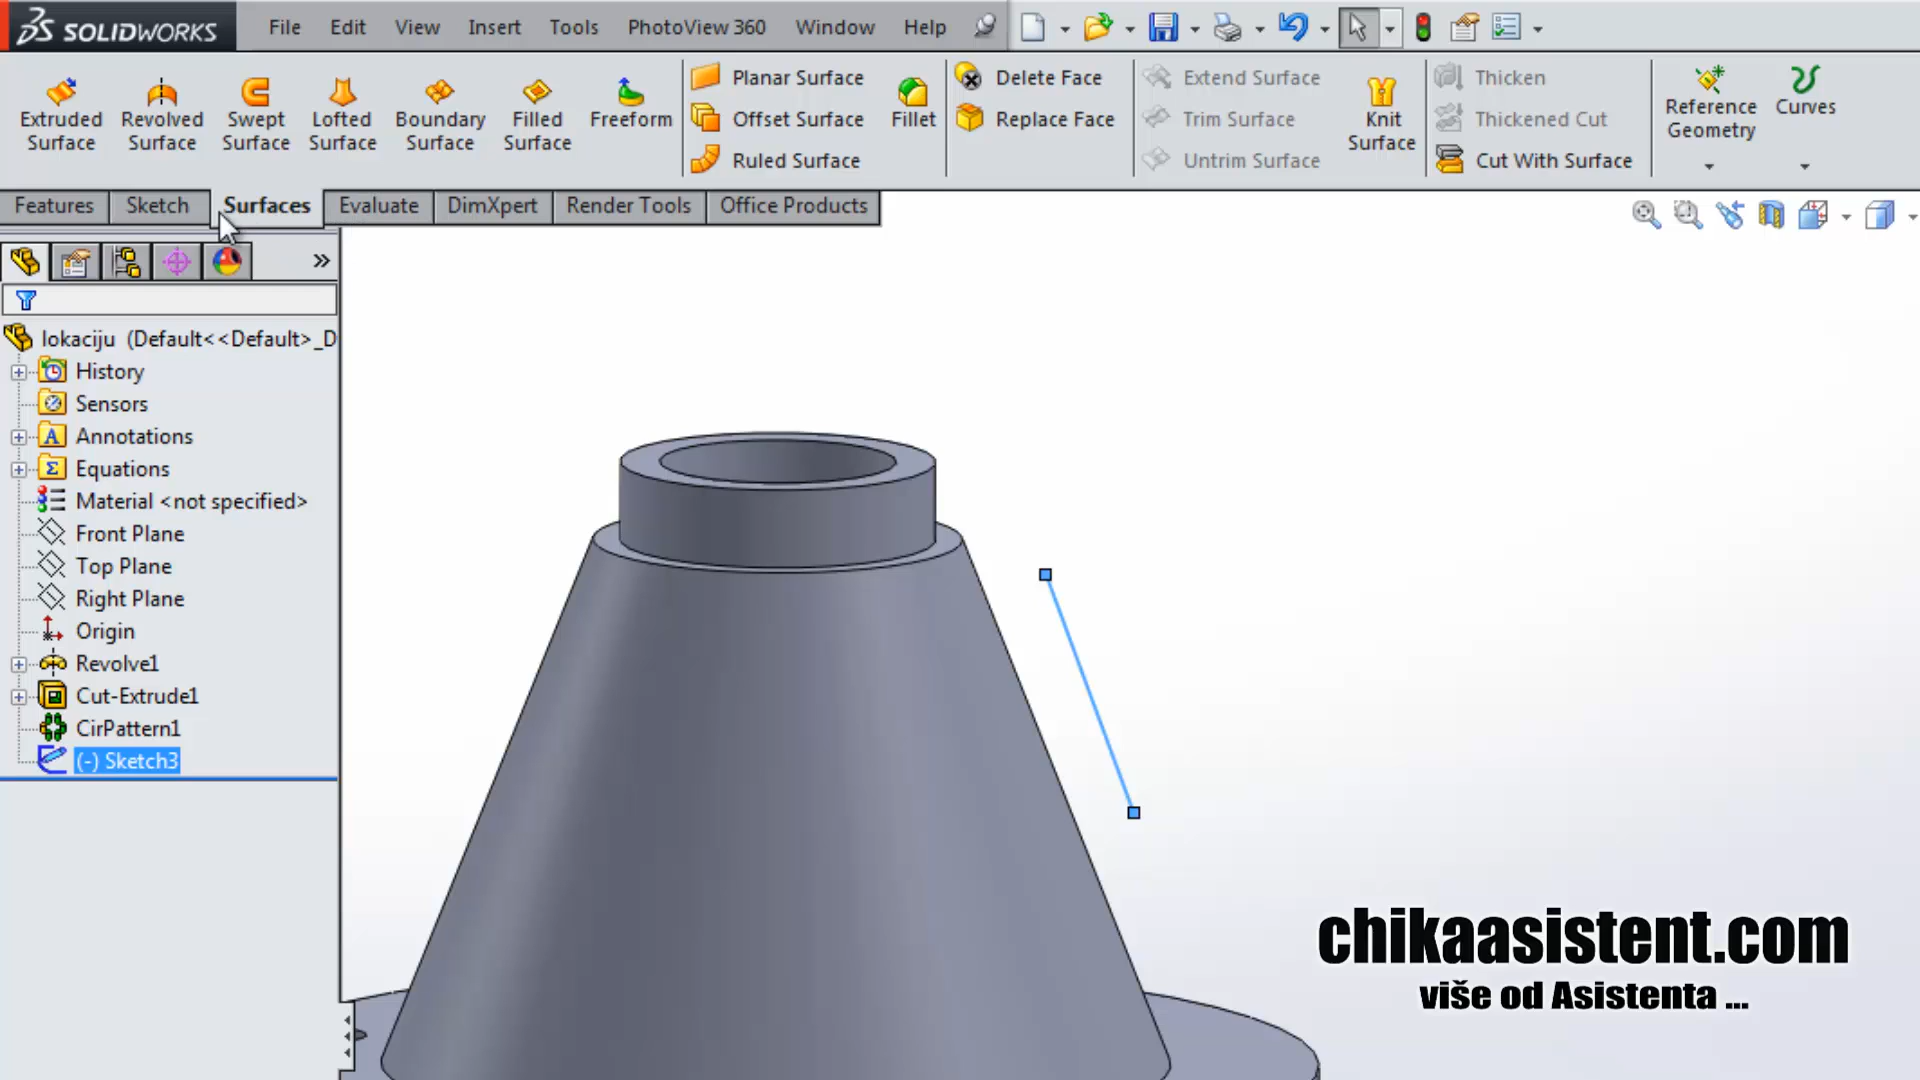 SOLIDWORKS
File Edit View Insert Tools PhotoView 360 Window Help
Extruded Surface
Revolved Surface
Swept Surface
Lofted Surface
Boundary Surface
Filled Surface
Freeform
Planar Surface
Offset Surface
Ruled Surface
Fillet
Delete Face
Replace Face
Extend Surface
Trim Surface
Untrim Surface
Knit Surface
Thicken
Thickened Cut
Cut With Surface
Reference Geometry
Curves
Features Sketch Surfaces Evaluate DimXpert Render Tools Office Products
lokaciju (Default<<Default>_D
History
Sensors
Annotations
Equations
Material <not specified>
Front Plane
Top Plane
Right Plane
Origin
Revolve1
Cut-Extrude1
CirPattern1
(-) Sketch3
chikaasistent.com
više od Asistenta ...